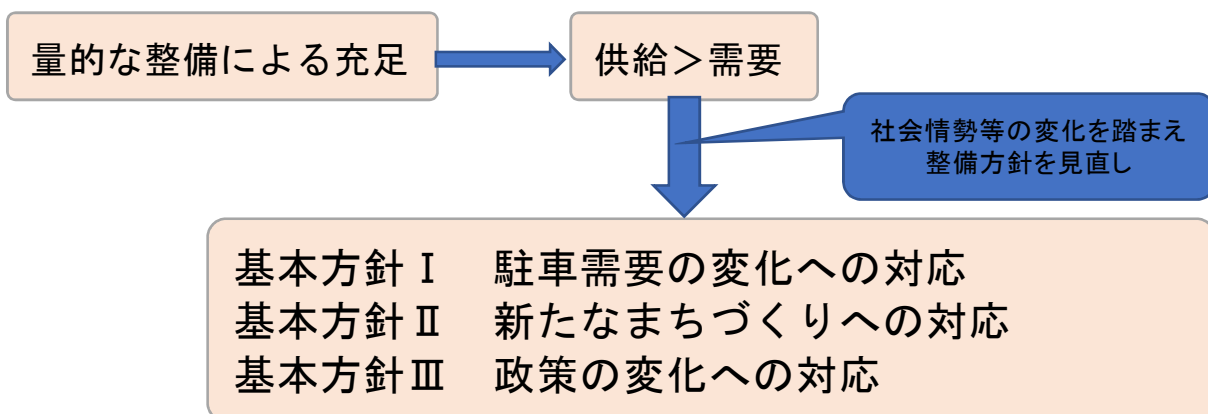 量的な整備による充足
供給＞需要
社会情勢等の変化を踏まえ
整備方針を見直し
基本方針Ⅰ　駐車需要の変化への対応
基本方針Ⅱ　新たなまちづくりへの対応
基本方針Ⅲ　政策の変化への対応